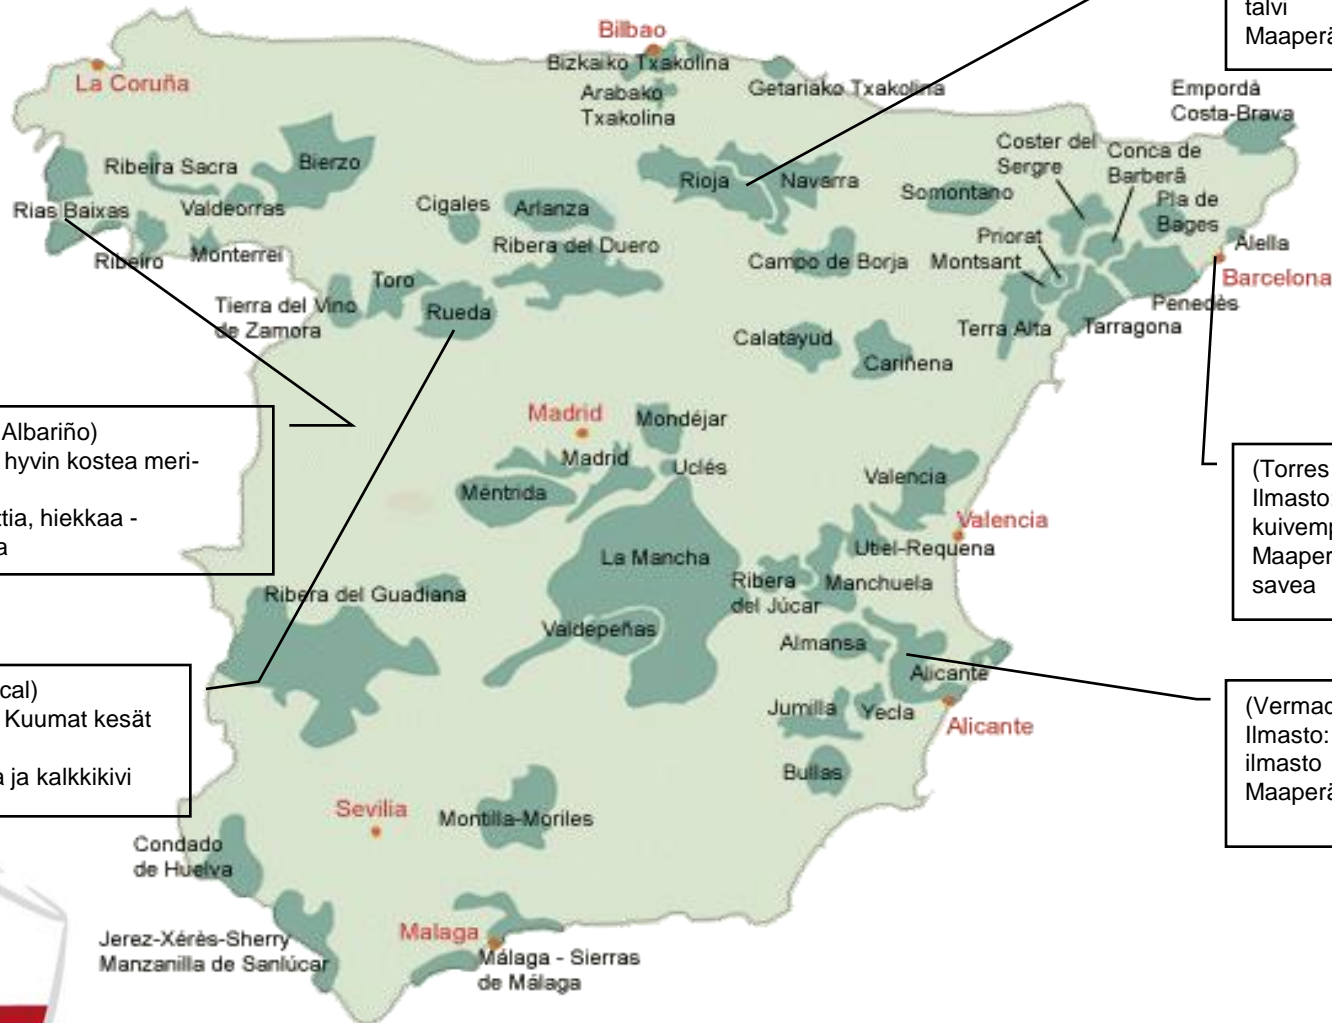 talvi
Maaperä
Bilbao
La Coruña
Bizkaiko Txakolina
Getariako Txakolina
Arabako
Txakolina
Empordà
Costa-Brava
Coster del
Sergre
Conca de
Barberã
Ribeira Sacra
Bierzo
Rioja
Navarra
Somontano
Pla de
Bages
Rias Baixas
Valdeorras
Cigales
Arlanza
Ribeiro
Monterrei
Ribera del Duero
Campo de Borja
Priorat
Montsant
Alella
Barcelona
Toro
Tierra del Vino
de Zamora
Rueda
Penedès
Terra Alta
Tarragona
Calatayud
Cariñena
Albariño)
hyvin kostea meri-
tia, hiekkaa -
a
Madrid
Mondéjar
Madrid
Uclés
Méntrida
Valencia
Valencia
Utiel-Requena
(Torres
Ilmasto
kuivemp
Maaper
savea
La Mancha
Ribera
del Júcar
Manchuela
Ribera del Guadiana
Valdepeñas
Almansa
Alicante
Jumilla
Yecla
Alicante
Bullas
cal)
Kuumat kesät
a ja kalkkikivi
(Vermad
Ilmasto:
ilmasto
Maaperä
Sevilia
Montilla-Moriles
Condado
de Huelva
Jerez-Xérès-Sherry
Manzanilla de Sanlúcar
Malaga
Málaga - Sierras
de Málaga